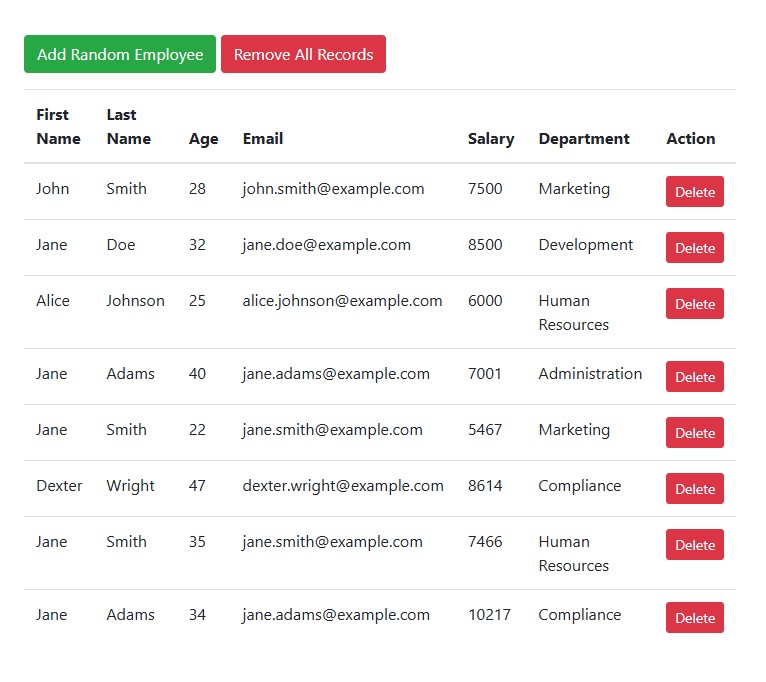 Add Random Employee Remove All Records
First Last
Name Name Age Email Salary Department Action
John Smith 28 john.smith@example.com 7500 Marketing Delete
Jane Doe 32 jane.doe@example.com 8500 Development Delete
Alice Johnson 25 alice.johnson@example.com 6000 Human Delete
Resources
Jane Adams 40 jane.adams@example.com 7001 Administration Delete
Jane Smith 22 jane.smith@example.com 5467 Marketing Delete
Dexter Wright 47 dexter.wright@example.com 8614 Compliance Delete
Jane Smith 35 jane.smith@example.com 7466 Human Delete
Resources
Jane Adams 34 jane.adams@example.com 10217 Compliance Delete